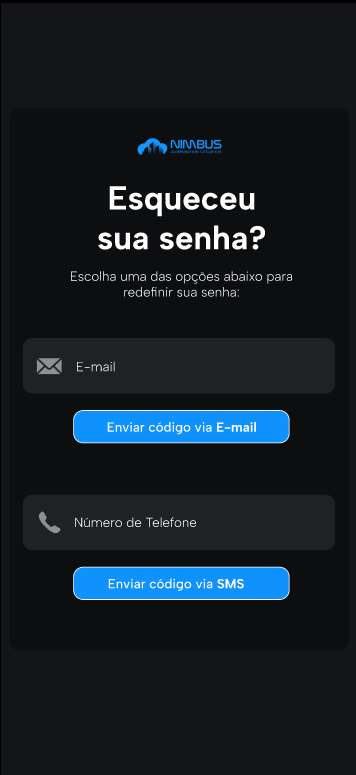 NIMBUS
Esqueceu
sua senha?
Escolha uma das opções abaixo para
redefinir sua senha:
E-mail
Enviar código via E-mail
Número de Telefone
Enviar código via SMS